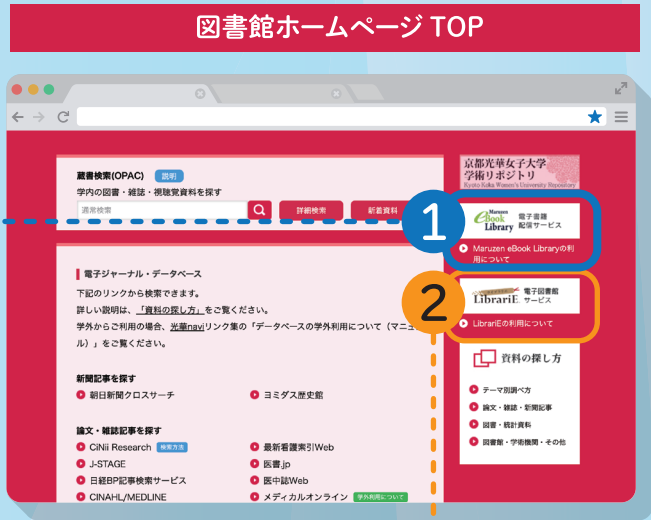 図書館ホームページ TOP
蔵書検索(OPAC) 説明
学内の図書・雑誌・視聴覚資料を探す
通常検索 詳細検索 新着資料
電子ジャーナル・データベース
下記のリンクから検索できます。
詳しい説明は、「資料の探し方」をご覧ください。
学外からご利用の場合、光華naviリンク集の「データベースの学外利用について（マニュ
ル）」をご覧ください。
新聞記事を探す
朝日新聞クロスサーチ
ヨミダス歴史館
論文・雑誌記事を探す
CiNii Research 検索方法
最新看護索引Web
J-STAGE
医書.jp
日経BP記事検索サービス
医中誌Web
CINAHL/MEDLINE
メディカルオンライン 学外利用について
京都光華女子大学
学術リポジトリ
Kyoto Koka Women's University Repository
1
Maruzen
eBook
Library
電子書籍
配信サービス
Maruzen eBook Libraryの利
用について
2
LibrariE
電子図書館
サービス
LibrariEの利用について
資料の探し方
テーマ別調べ方
論文・雑誌・新聞記事
図書・統計資料
図書館・学術機関・その他